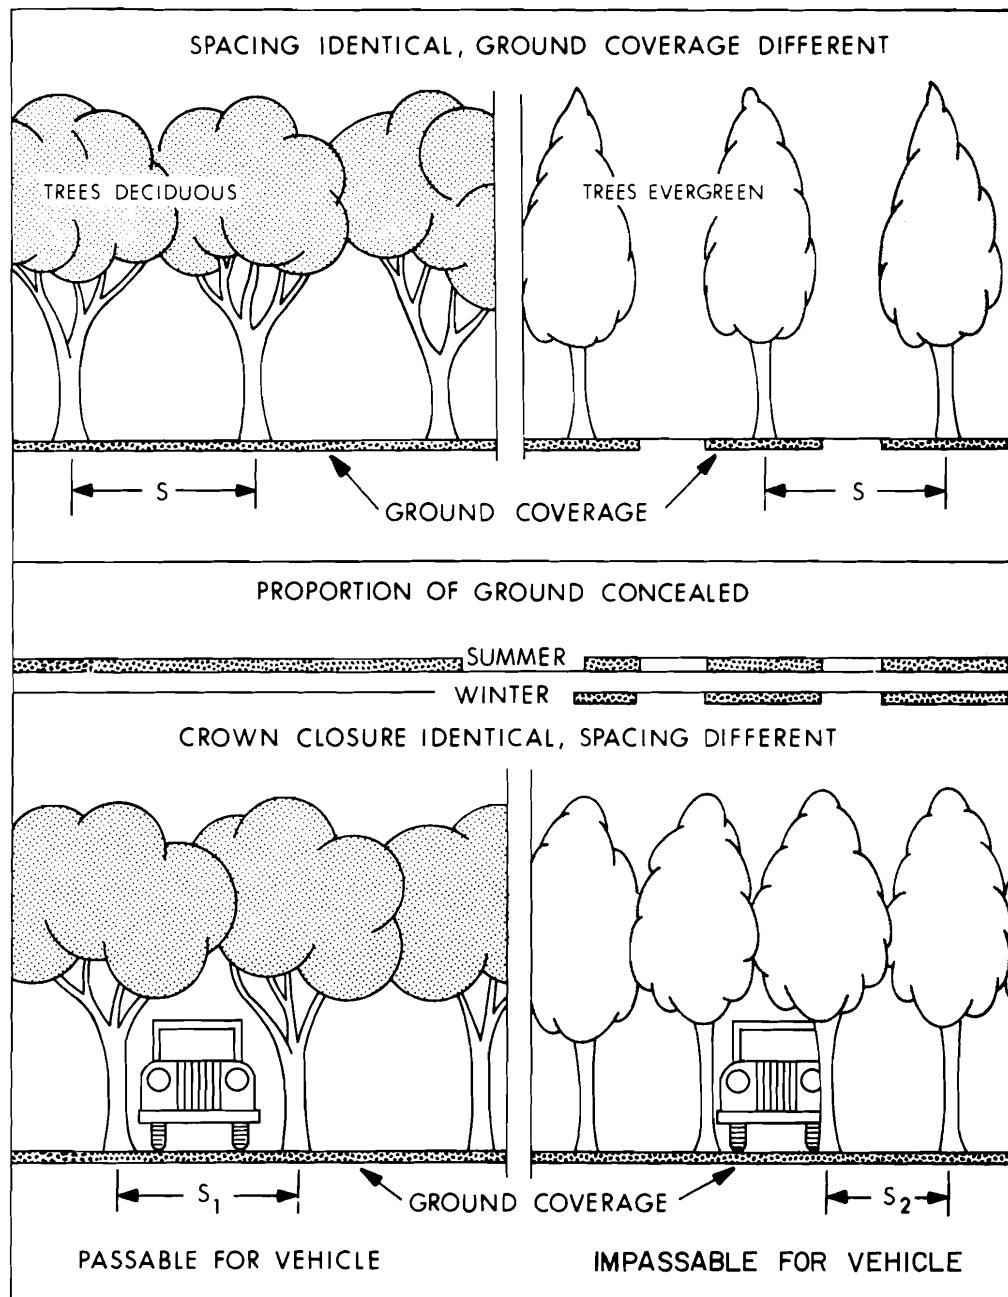 SPACING IDENTICAL, GROUND COVERAGE DIFFERENT
TREES DECIDUOUS
TREES EVERGREEN
S
S
GROUND COVERAGE
PROPORTION OF GROUND CONCEALED
SUMMER
WINTER
CROWN CLOSURE IDENTICAL, SPACING DIFFERENT
S₁
GROUND COVERAGE
S₂
PASSABLE FOR VEHICLE
IMPASSABLE FOR VEHICLE